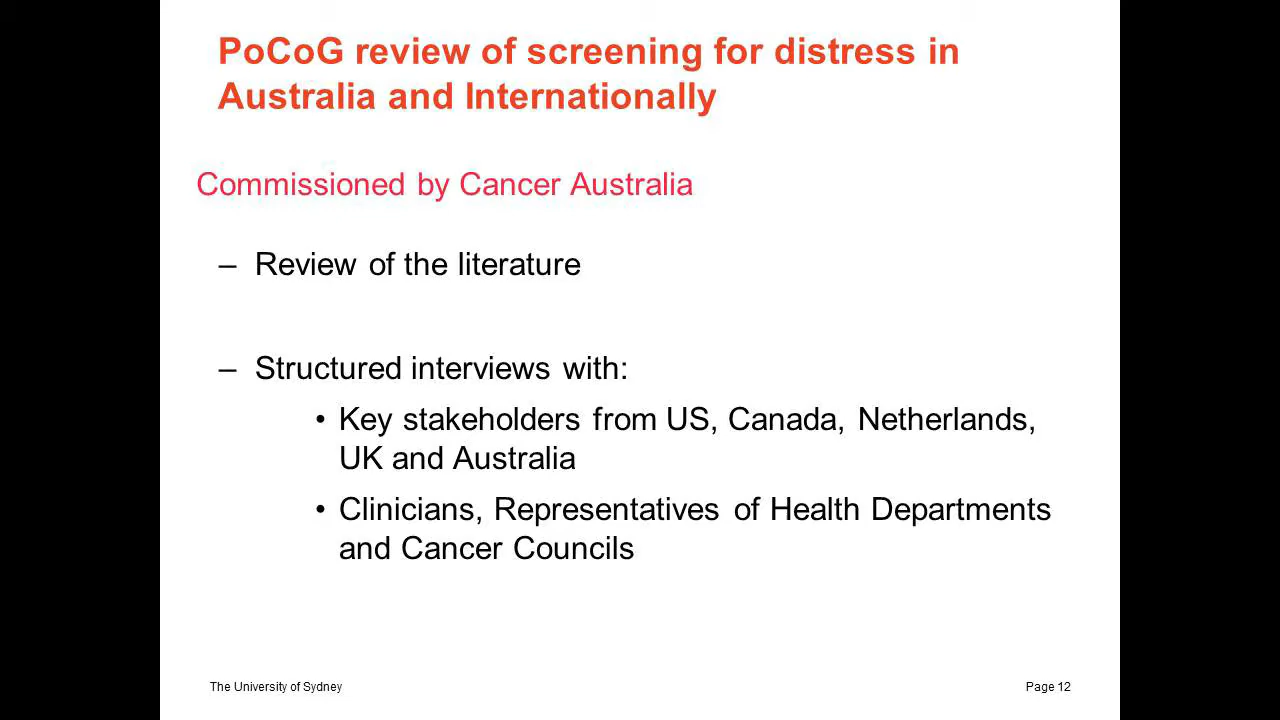 PoCoG review of screening for distress in
Australia and Internationally
Commissioned by Cancer Australia
– Review of the literature
– Structured interviews with:
• Key stakeholders from US, Canada, Netherlands,
UK and Australia
• Clinicians, Representatives of Health Departments
and Cancer Councils
The University of Sydney
Page 12